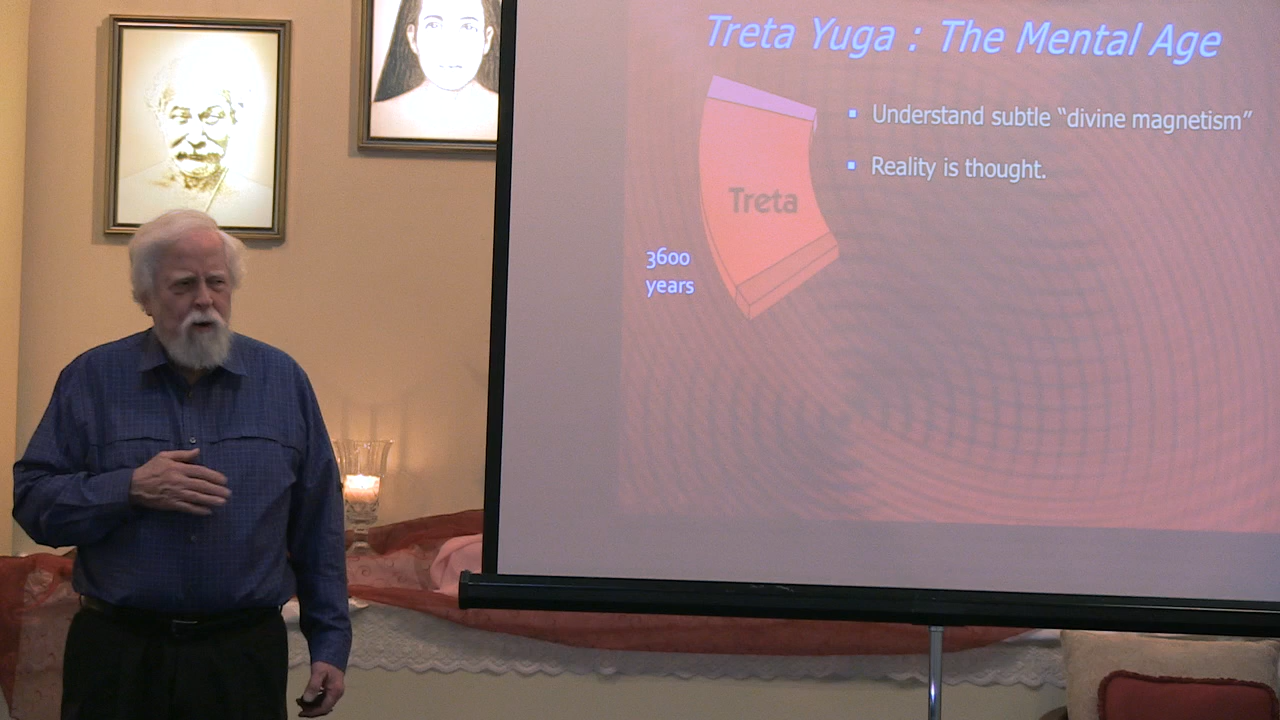 Treta Yuga : The Mental Age
Understand subtle “divine magnetism”
Reality is thought.
Treta
3600
years